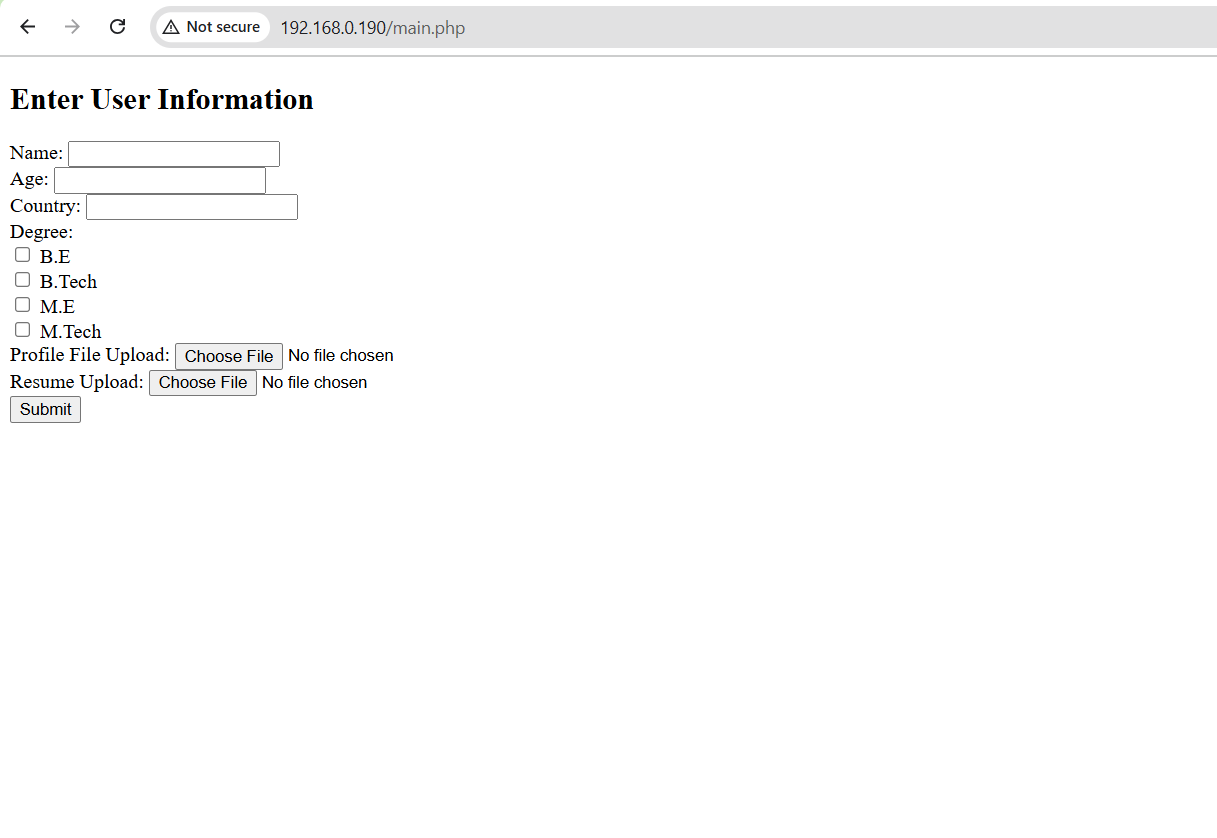 Not secure 192.168.0.190/main.php
Enter User Information
Name:
Age:
Country:
Degree:
B.E
B.Tech
M.E
M.Tech
Profile File Upload: Choose File No file chosen
Resume Upload: Choose File No file chosen
Submit